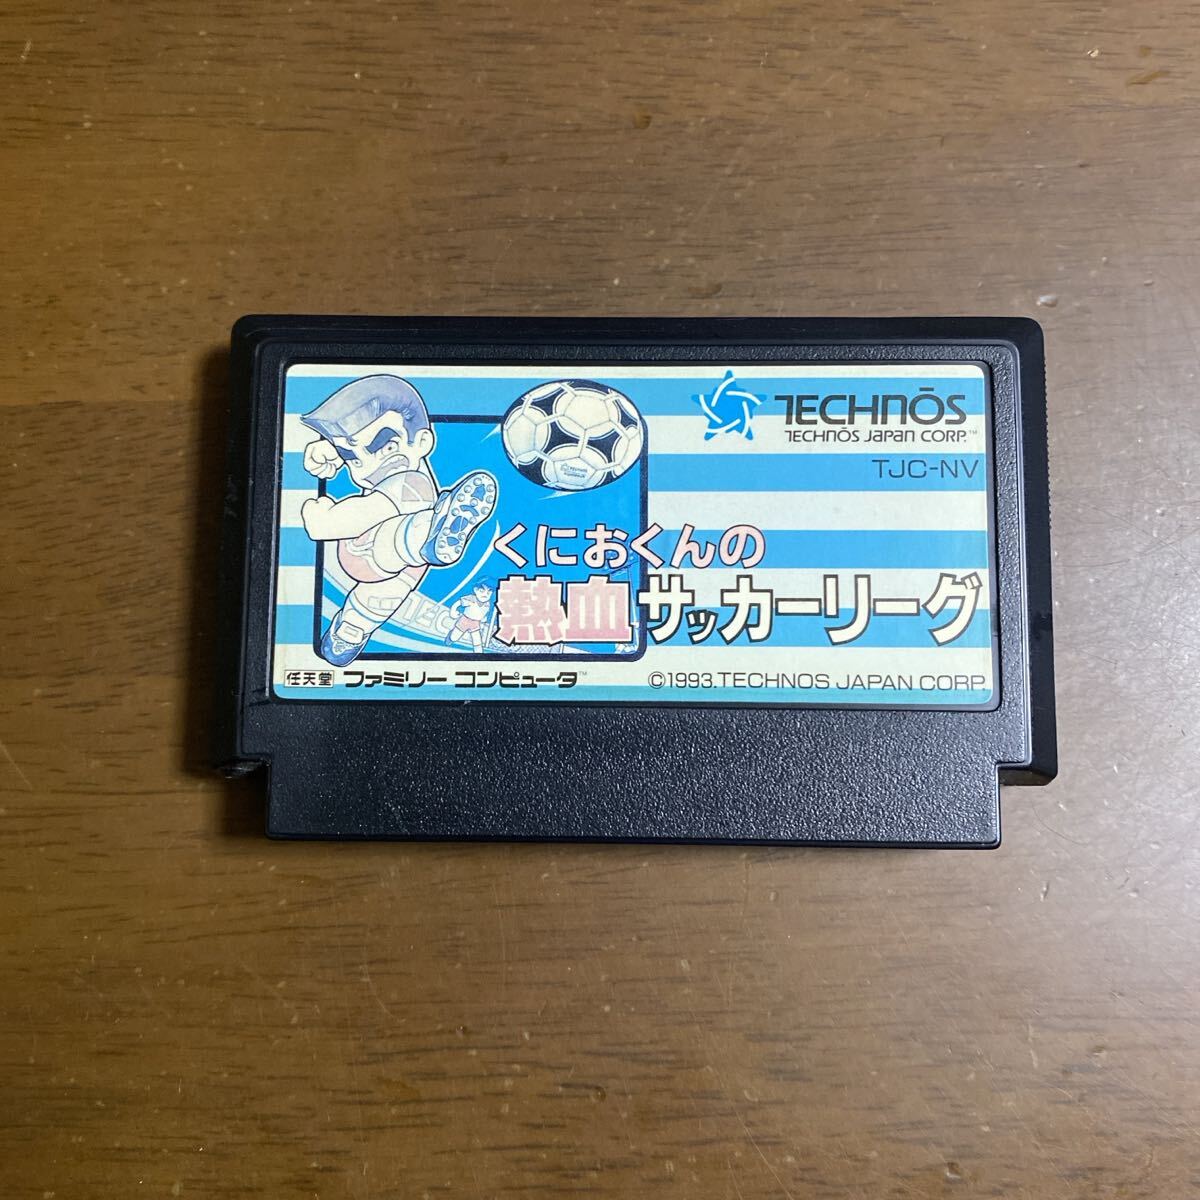 TECHNŌS
TECHNŌS JAPAN CORP.™
TJC-NV
くにおくんの
熱血サッカーリーグ
任天堂 ファミリー コンピュータ™
©1993.TECHNOS JAPAN CORP.